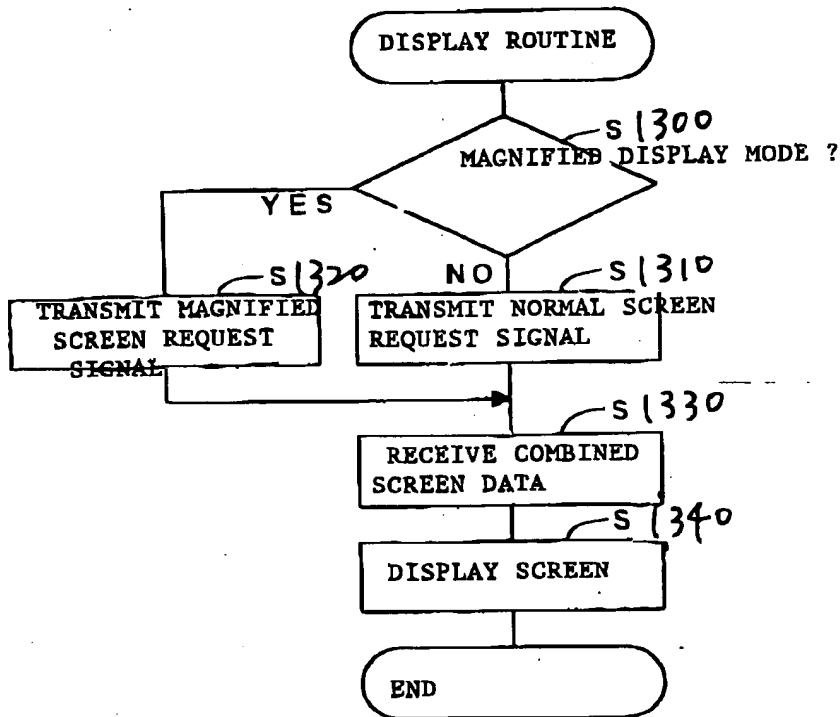 DISPLAY ROUTINE
S1300
MAGNIFIED DISPLAY MODE ?
YES
NO
S1320
TRANSMIT MAGNIFIED
SCREEN REQUEST
SIGNAL
S1310
TRANSMIT NORMAL SCREEN
REQUEST SIGNAL
S1330
RECEIVE COMBINED
SCREEN DATA
S1340
DISPLAY SCREEN
END